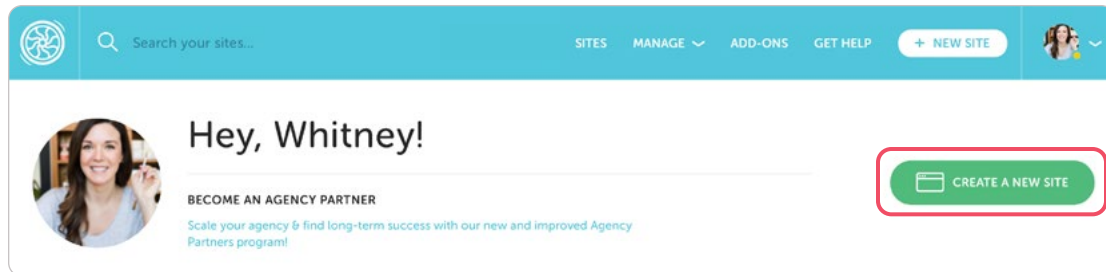 Search your sites...
SITES
MANAGE
ADD-ONS
GET HELP
+ NEW SITE
Hey, Whitney!
BECOME AN AGENCY PARTNER
Scale your agency & find long-term success with our new and improved Agency
Partners program!
CREATE A NEW SITE